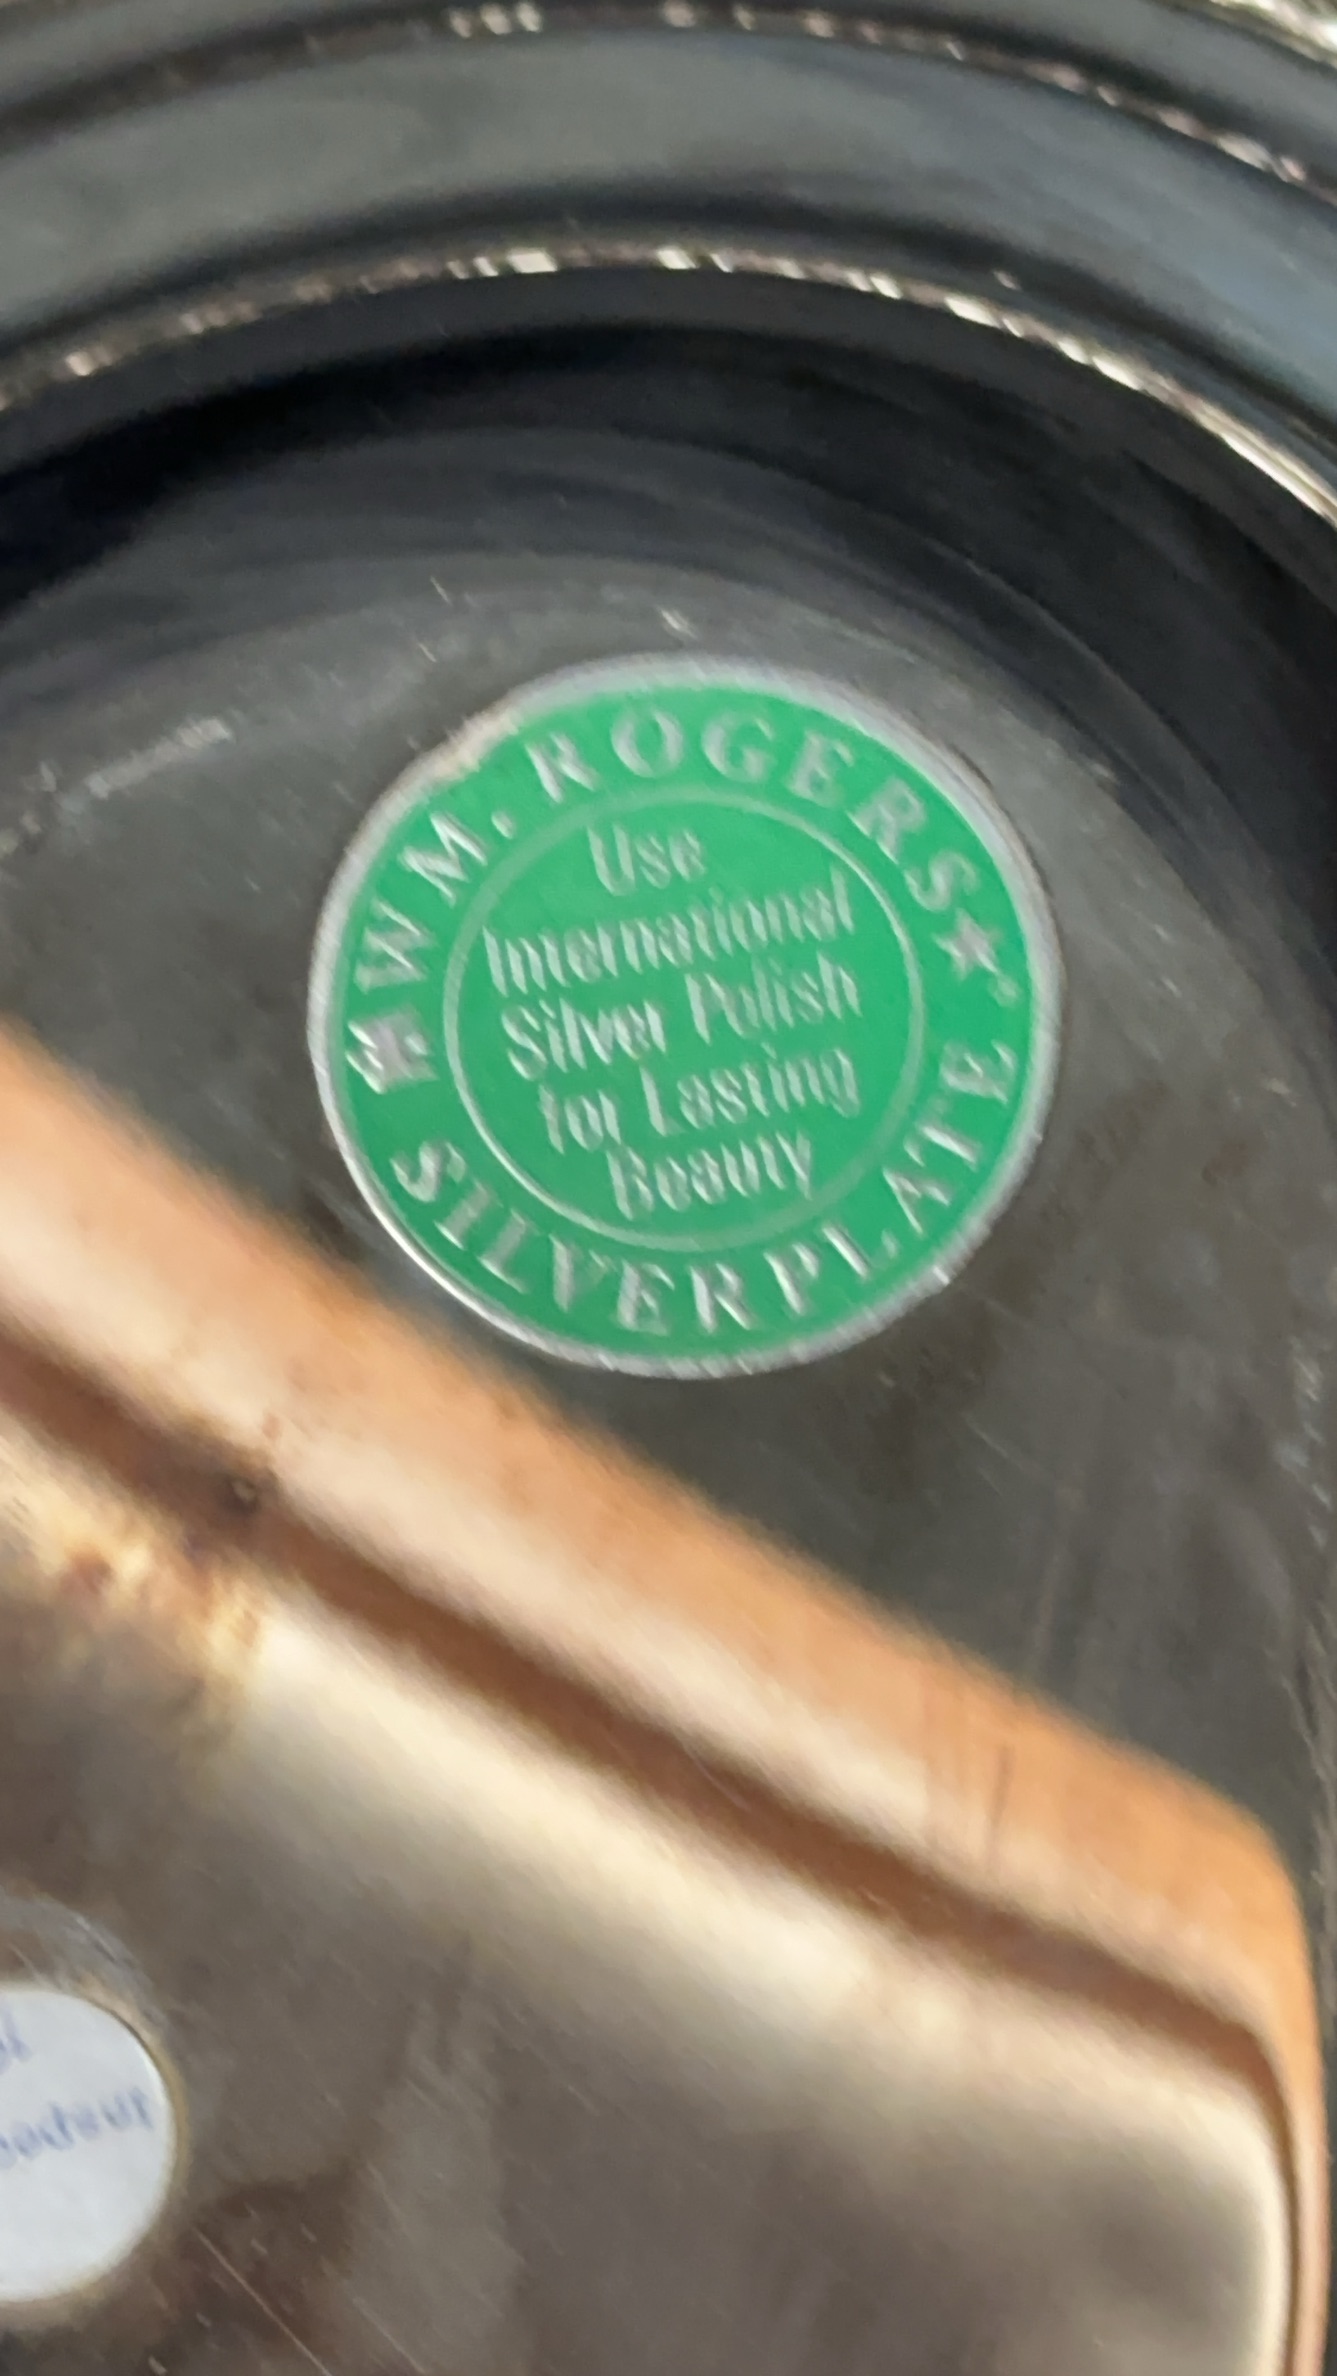 WM. ROGERS
Use
International
Silver Polish
for Lasting
Beauty
SILVERPLATE